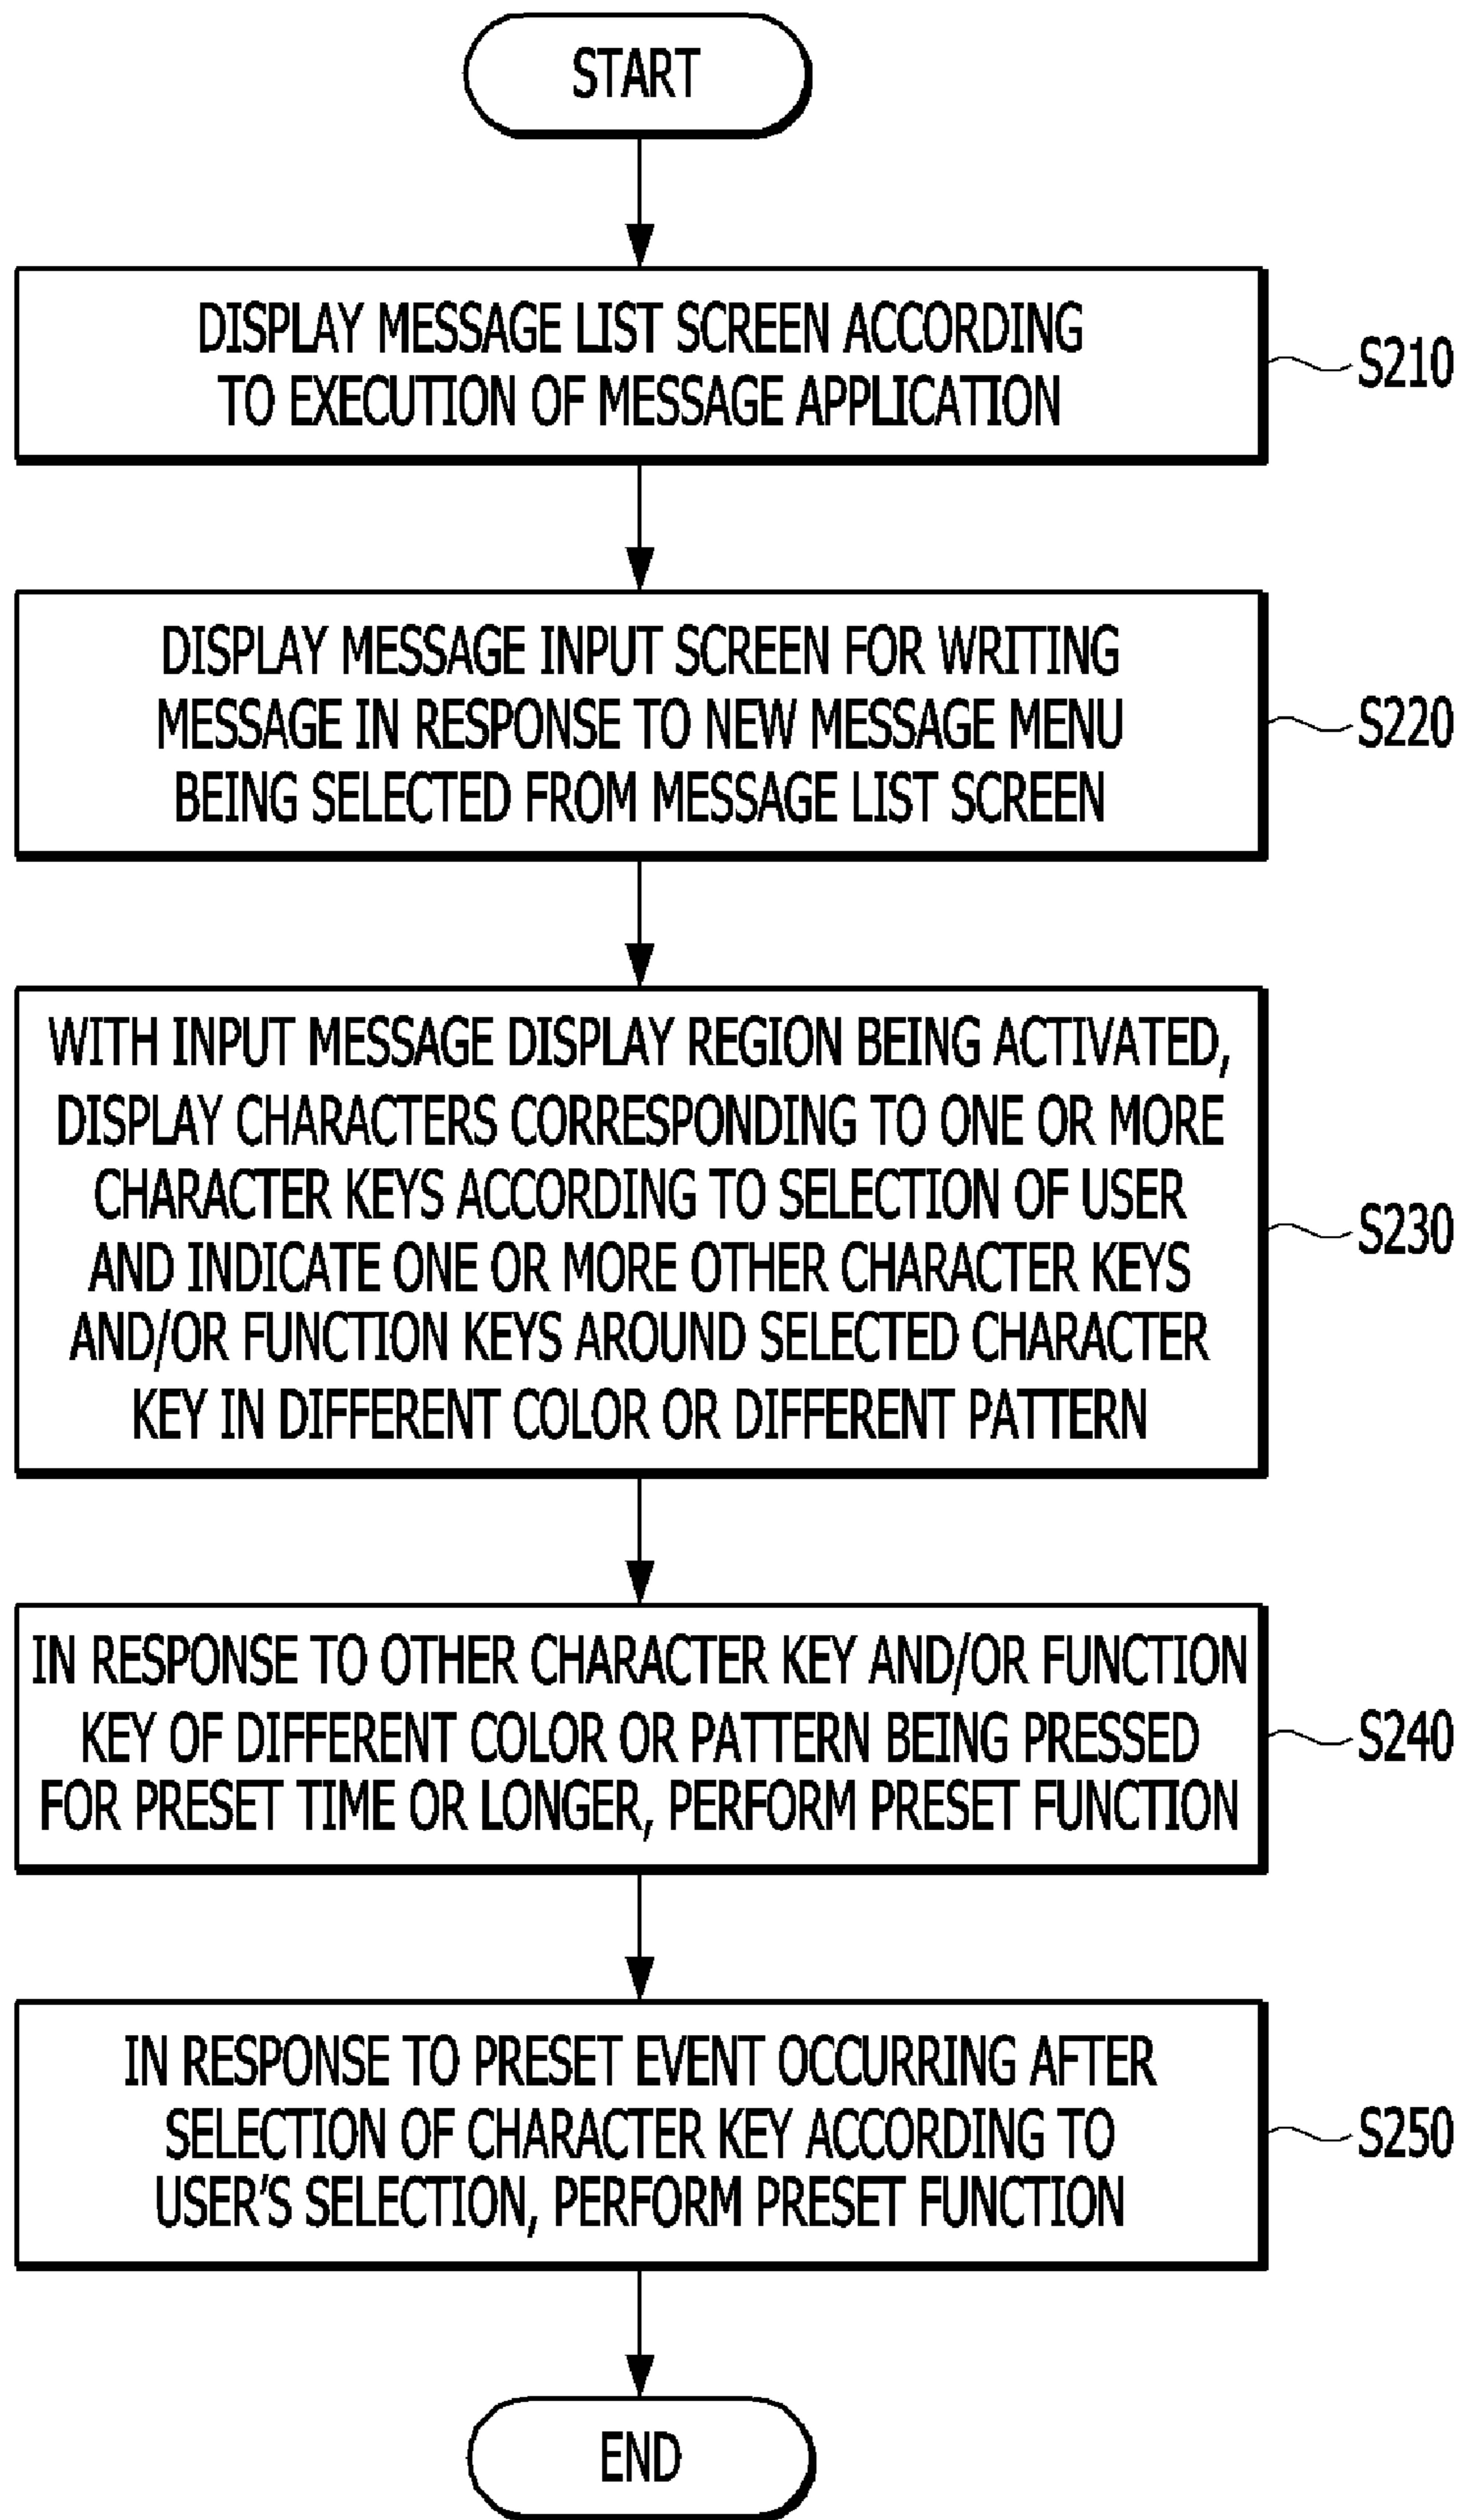 START
DISPLAY MESSAGE LIST SCREEN ACCORDING
TO EXECUTION OF MESSAGE APPLICATION
S210
DISPLAY MESSAGE INPUT SCREEN FOR WRITING
MESSAGE IN RESPONSE TO NEW MESSAGE MENU
BEING SELECTED FROM MESSAGE LIST SCREEN
S220
WITH INPUT MESSAGE DISPLAY REGION BEING ACTIVATED,
DISPLAY CHARACTERS CORRESPONDING TO ONE OR MORE
CHARACTER KEYS ACCORDING TO SELECTION OF USER
AND INDICATE ONE OR MORE OTHER CHARACTER KEYS
AND/OR FUNCTION KEYS AROUND SELECTED CHARACTER
KEY IN DIFFERENT COLOR OR DIFFERENT PATTERN
S230
IN RESPONSE TO OTHER CHARACTER KEY AND/OR FUNCTION
KEY OF DIFFERENT COLOR OR PATTERN BEING PRESSED
FOR PRESET TIME OR LONGER, PERFORM PRESET FUNCTION
S240
IN RESPONSE TO PRESET EVENT OCCURRING AFTER
SELECTION OF CHARACTER KEY ACCORDING TO
USER'S SELECTION, PERFORM PRESET FUNCTION
S250
END